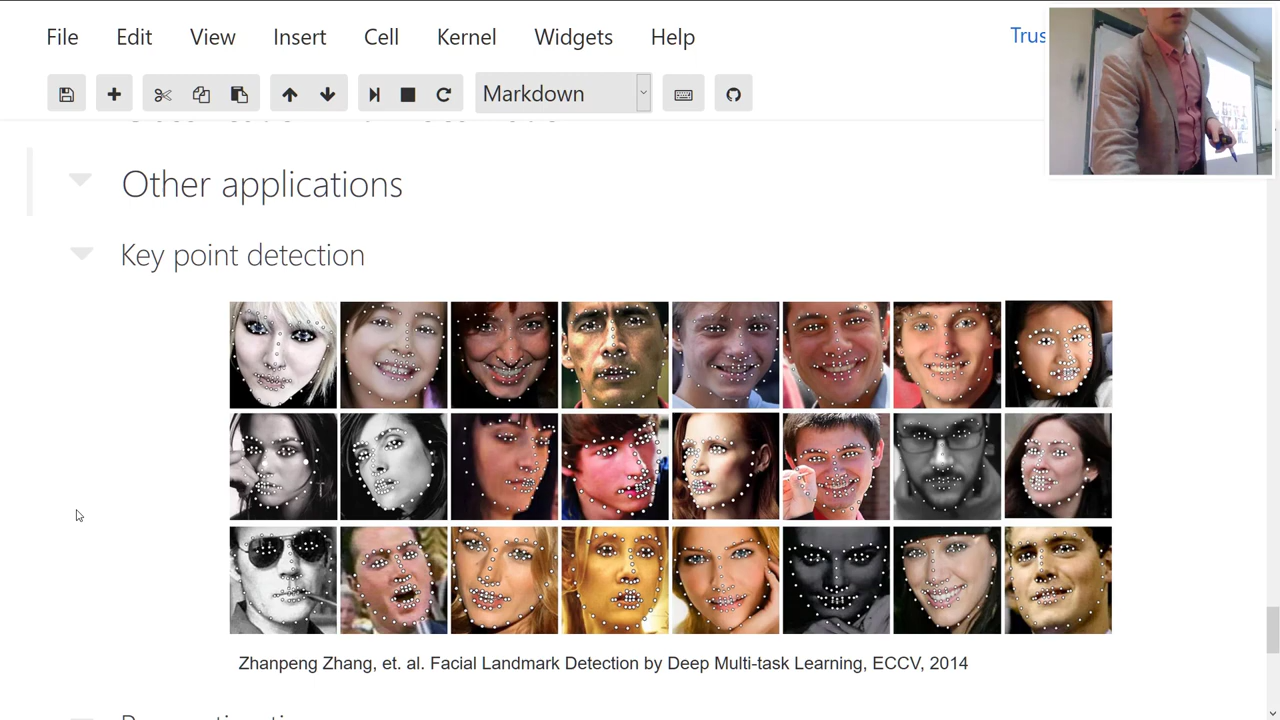 File Edit View Insert Cell Kernel Widgets Help
Markdown
Other applications
Key point detection
Zhanpeng Zhang, et. al. Facial Landmark Detection by Deep Multi-task Learning, ECCV, 2014